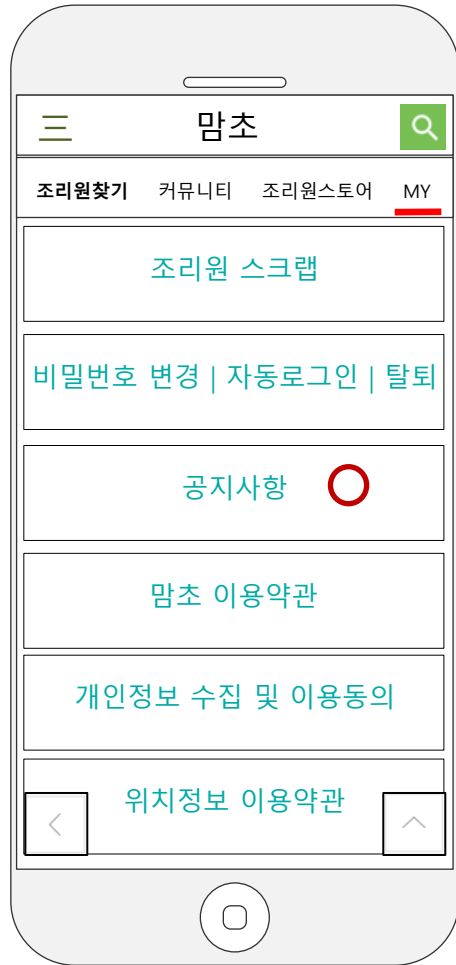 맘초
조리원찾기 커뮤니티 조리원스토어 MY
조리원 스크랩
비밀번호 변경 | 자동로그인 | 탈퇴
공지사항
맘초 이용약관
개인정보 수집 및 이용동의
위치정보 이용약관